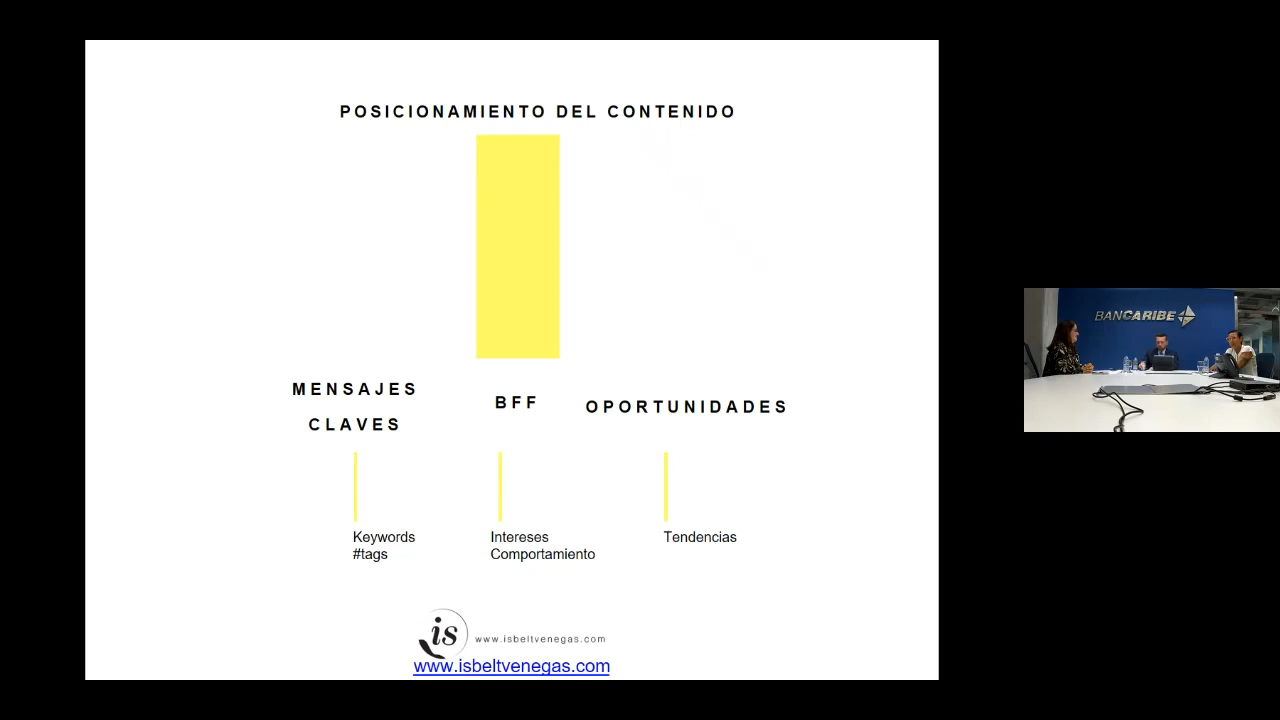 POSICIONAMIENTO DEL CONTENIDO
MENSAJES
CLAVES
BFF
OPORTUNIDADES
Keywords
#tags
Intereses
Comportamiento
Tendencias
is
www.isbeltvenegas.com
www.isbeltvenegas.com
BANCARIBE